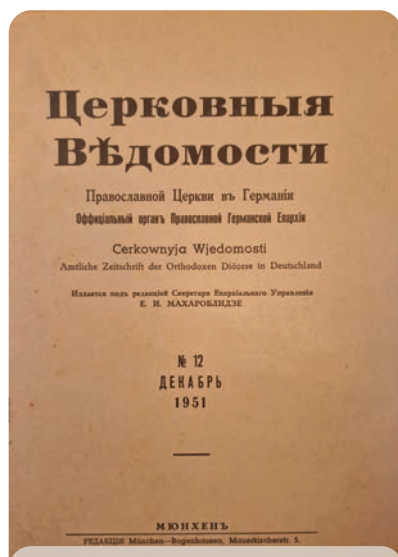 Церковныя
Вѣдомости
Православной Церкви въ Германіи
Оффиціальный органъ Православной Германской Епархіи
Cerkownyja Wjedomosti
Amtliche Zeitschrift der Orthodoxen Diözese in Deutschland
Издается подъ редакціей Секретаря Епархіальнаго Управленія
Е. И. МАХАРОБЛИДЗЕ
№ 12
ДЕКАБРЬ
1951
МЮНХЕНЪ
РЕДАКЦІЯ: München—Bogenhausen, Mauerkircherstr. 5.